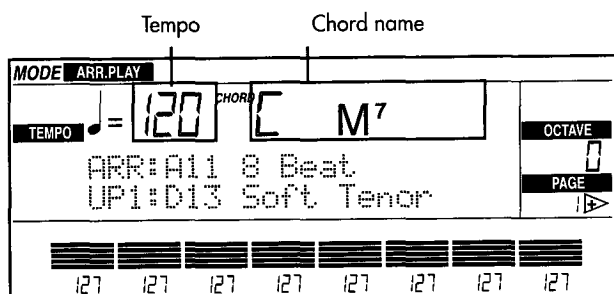 Tempo Chord name
MODE ARR.PLAY
TEMPO ♩= 120 CHORD C M7 OCTAVE
0
ARR:A11 8 Beat PAGE
UP1:D13 Soft Tenor 1+
127 127 127 127 127 127 127 127